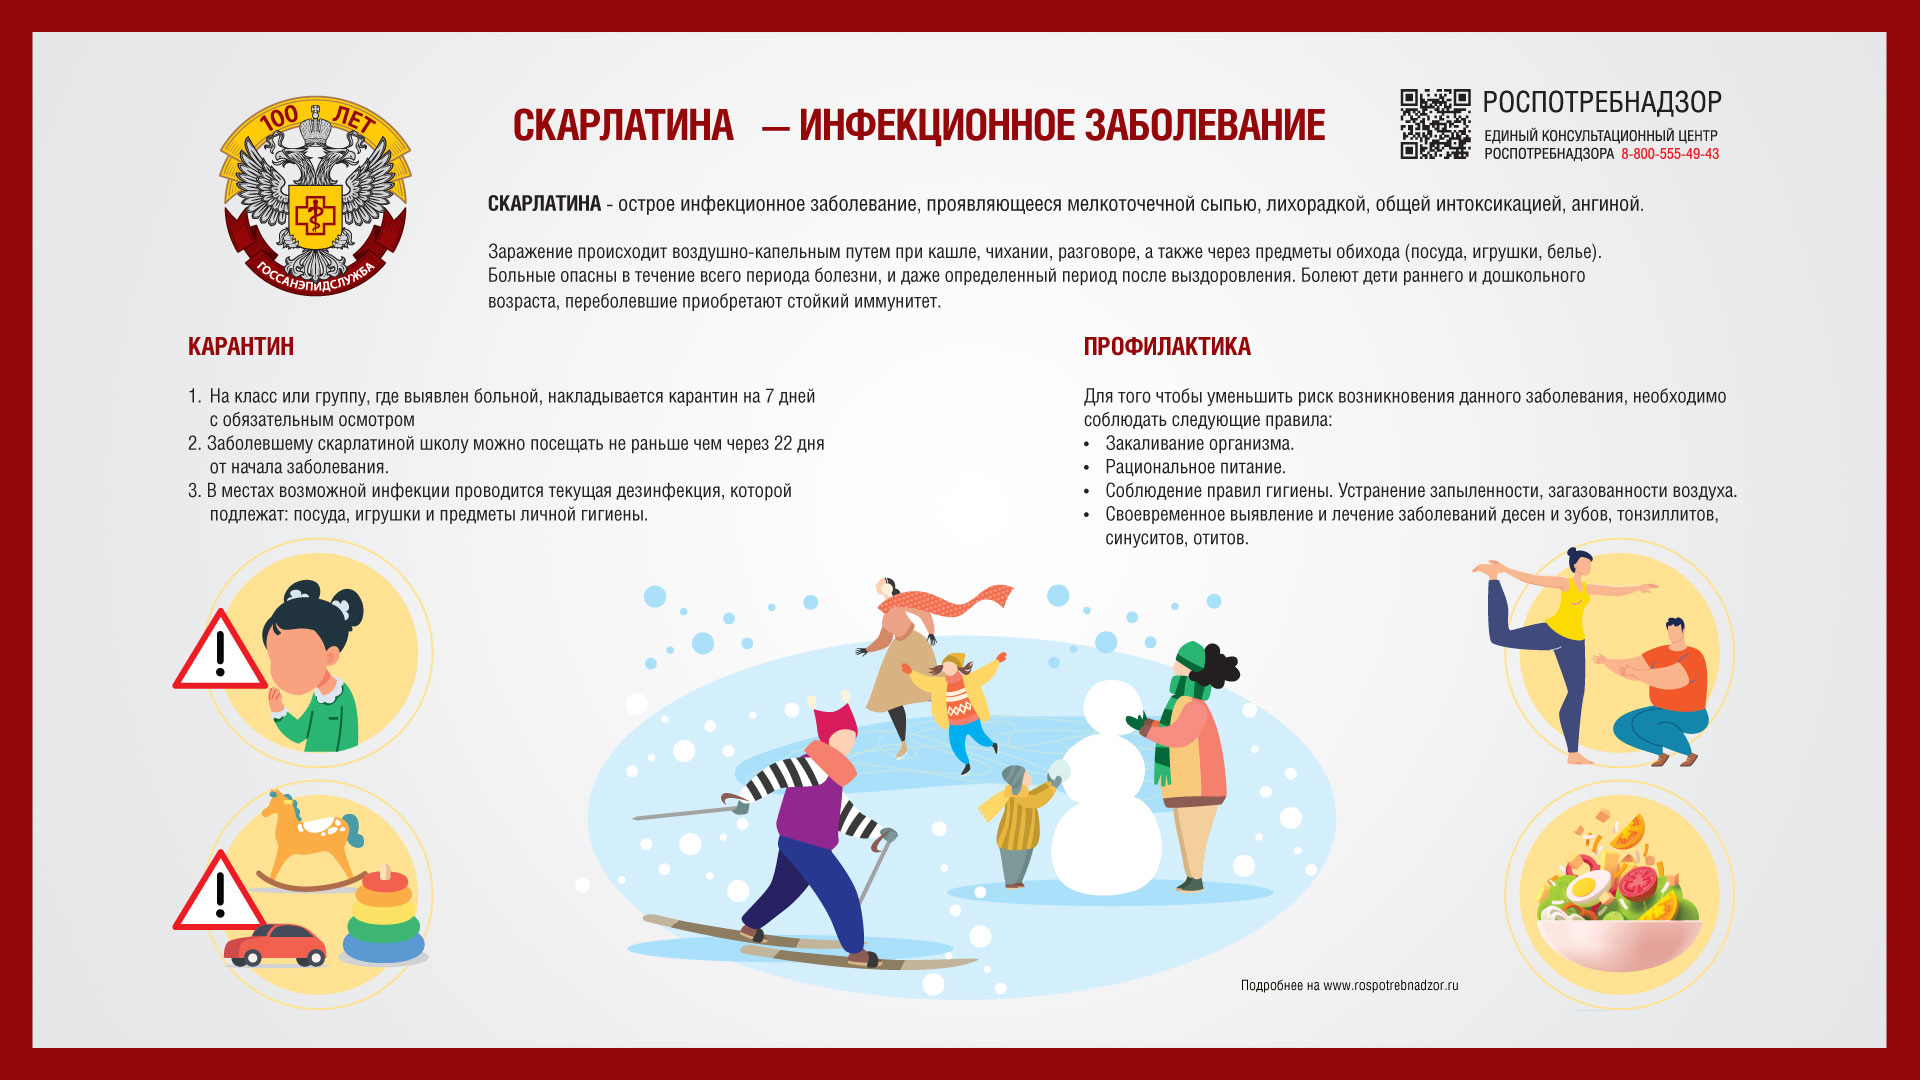 100 ЛЕТ
ГОССАНЭПИДСЛУЖБА
СКАРЛАТИНА — ИНФЕКЦИОННОЕ ЗАБОЛЕВАНИЕ
РОСПОТРЕБНАДЗОР
ЕДИНЫЙ КОНСУЛЬТАЦИОННЫЙ ЦЕНТР
РОСПОТРЕБНАДЗОРА 8-800-555-49-43
СКАРЛАТИНА - острое инфекционное заболевание, проявляющееся мелкоточечной сыпью, лихорадкой, общей интоксикацией, ангиной.
Заражение происходит воздушно-капельным путем при кашле, чихании, разговоре, а также через предметы обихода (посуда, игрушки, белье).
Больные опасны в течение всего периода болезни, и даже определенный период после выздоровления. Болеют дети раннего и дошкольного
возраста, переболевшие приобретают стойкий иммунитет.
КАРАНТИН
1. На класс или группу, где выявлен больной, накладывается карантин на 7 дней
с обязательным осмотром
2. Заболевшему скарлатиной школу можно посещать не раньше чем через 22 дня
от начала заболевания.
3. В местах возможной инфекции проводится текущая дезинфекция, которой
подлежат: посуда, игрушки и предметы личной гигиены.
ПРОФИЛАКТИКА
Для того чтобы уменьшить риск возникновения данного заболевания, необходимо
соблюдать следующие правила:
• Закаливание организма.
• Рациональное питание.
• Соблюдение правил гигиены. Устранение запыленности, загазованности воздуха.
• Своевременное выявление и лечение заболеваний десен и зубов, тонзиллитов,
синуситов, отитов.
Подробнее на www.rospotrebnadzor.ru